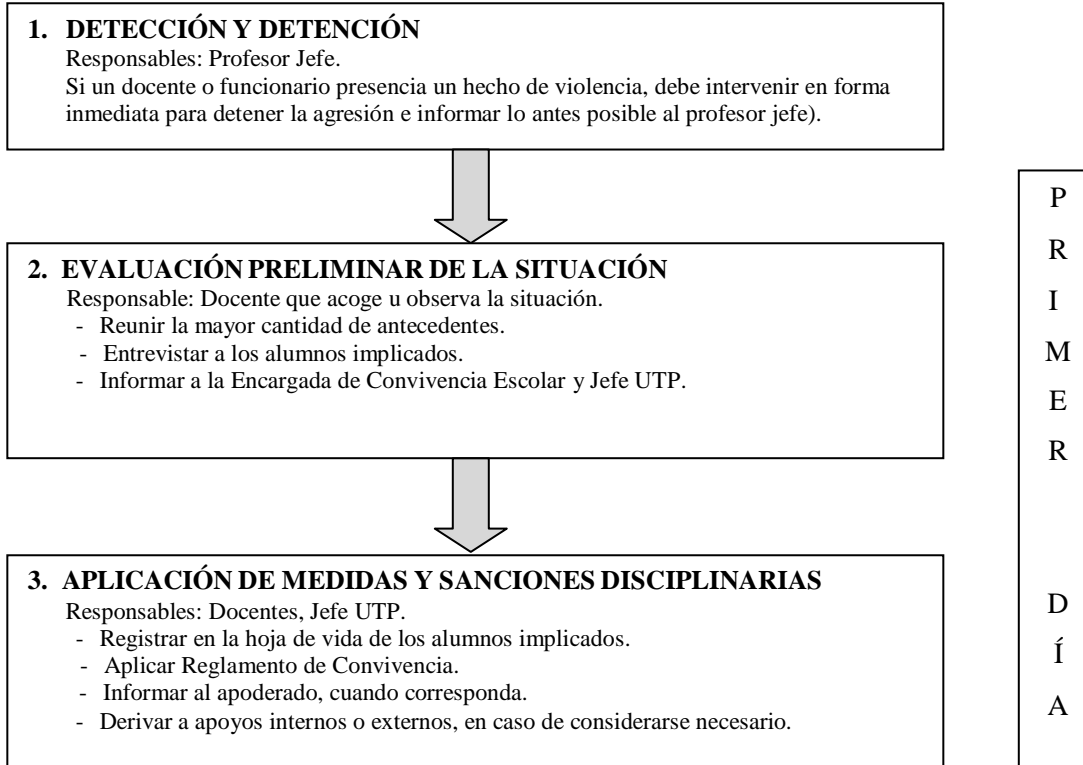 1. DETECCIÓN Y DETENCIÓN
Responsables: Profesor Jefe.
Si un docente o funcionario presencia un hecho de violencia, debe intervenir en forma
inmediata para detener la agresión e informar lo antes posible al profesor jefe).
2. EVALUACIÓN PRELIMINAR DE LA SITUACIÓN
Responsable: Docente que acoge u observa la situación.
- Reunir la mayor cantidad de antecedentes.
- Entrevistar a los alumnos implicados.
- Informar a la Encargada de Convivencia Escolar y Jefe UTP.
3. APLICACIÓN DE MEDIDAS Y SANCIONES DISCIPLINARIAS
Responsables: Docentes, Jefe UTP.
- Registrar en la hoja de vida de los alumnos implicados.
- Aplicar Reglamento de Convivencia.
- Informar al apoderado, cuando corresponda.
- Derivar a apoyos internos o externos, en caso de considerarse necesario.
P
R
I
M
E
R
D
Í
A